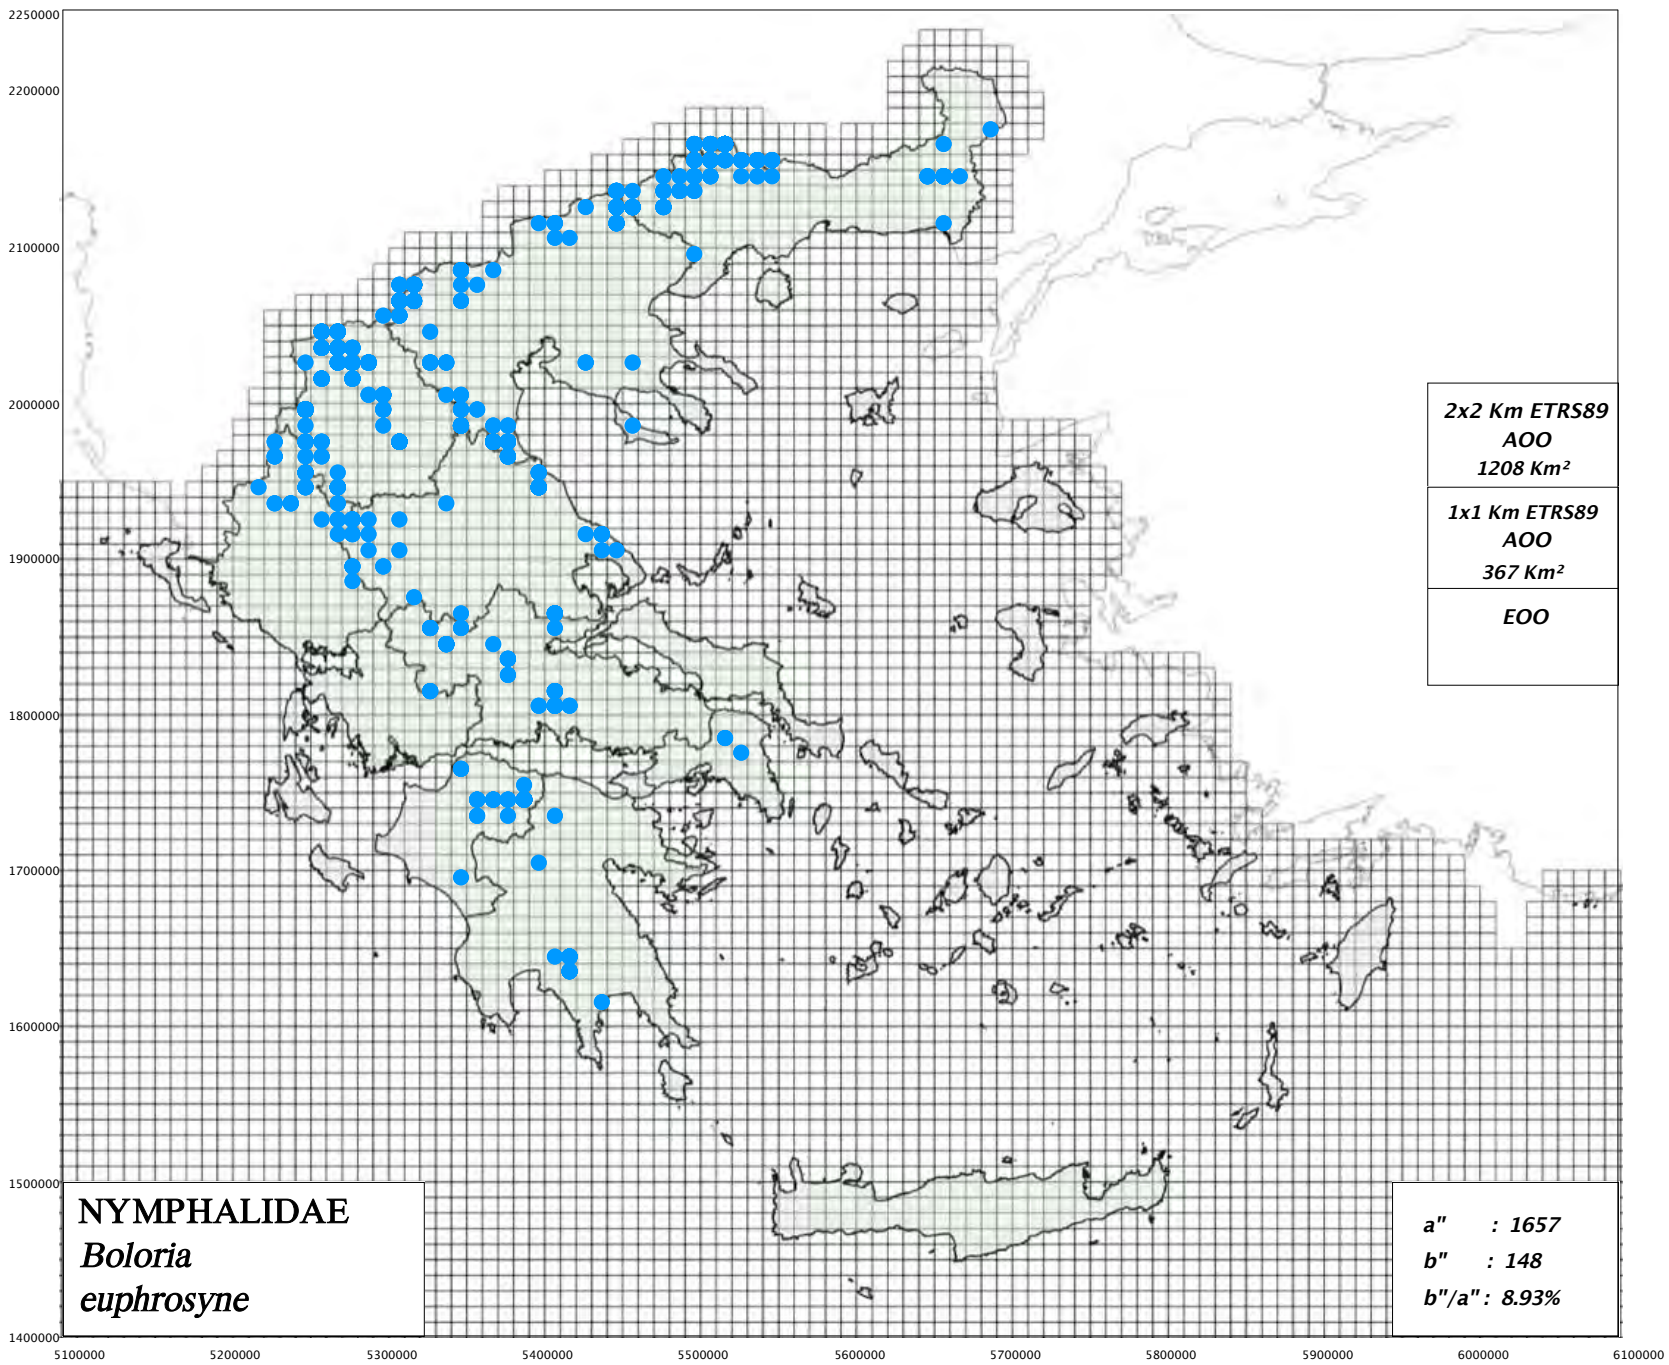 2250000
2200000
2100000
2000000
1900000
1800000
1700000
1600000
1500000
1400000
2x2 Km ETRS89
AOO
1208 Km²
1x1 Km ETRS89
AOO
367 Km²
EOO
NYMPHALIDAE
Boloria
euphrosyne
a" : 1657
b" : 148
b"/a" : 8.93%
5100000 5200000 5300000 5400000 5500000 5600000 5700000 5800000 5900000 6000000 6100000